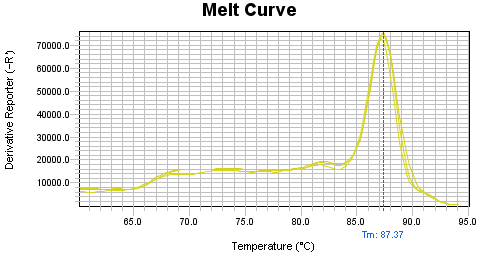 Melt Curve
Derivative Reporter (-R')
70000.0
60000.0
50000.0
40000.0
30000.0
20000.0
10000.0
65.0 70.0 75.0 80.0 85.0 90.0 95.0
Tm: 87.37
Temperature (°C)